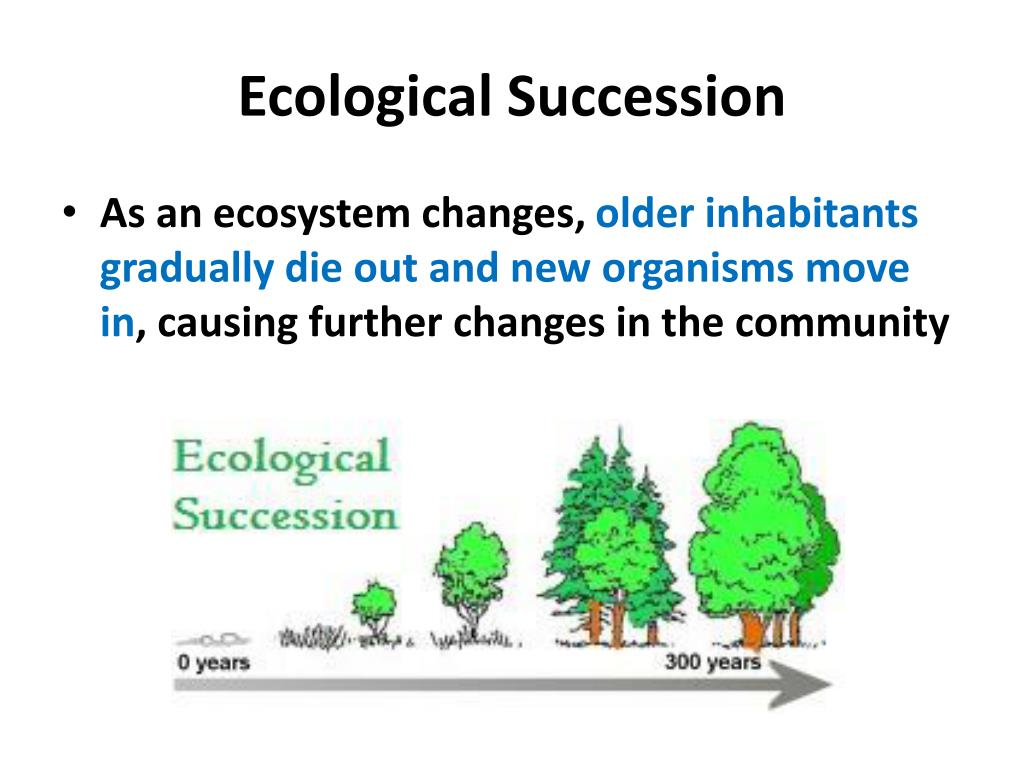 Ecological Succession
• As an ecosystem changes, older inhabitants
gradually die out and new organisms move
in, causing further changes in the community
Ecological
Succession
0 years
300 years